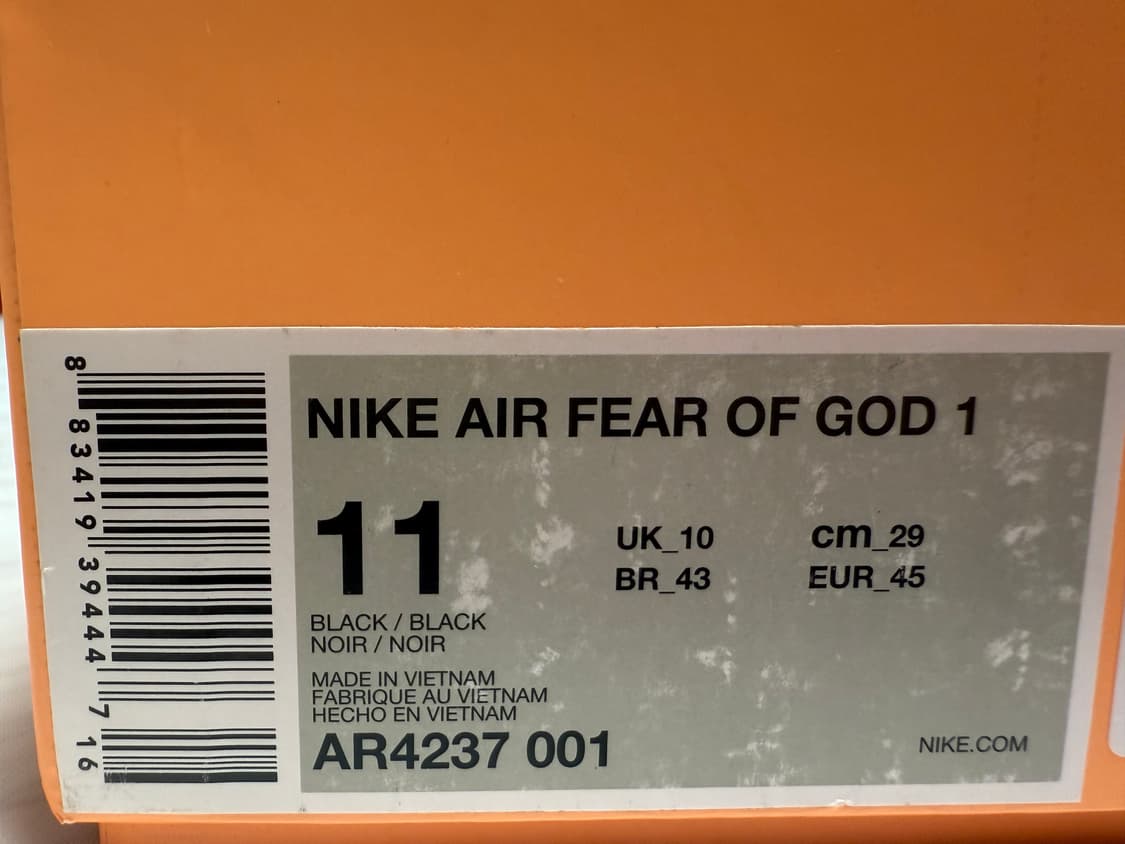 8 83419 39444 7 16
NIKE AIR FEAR OF GOD 1
11
UK_10 cm_29
BR_43 EUR_45
BLACK / BLACK
NOIR / NOIR
MADE IN VIETNAM
FABRIQUE AU VIETNAM
HECHO EN VIETNAM
AR4237 001
NIKE.COM